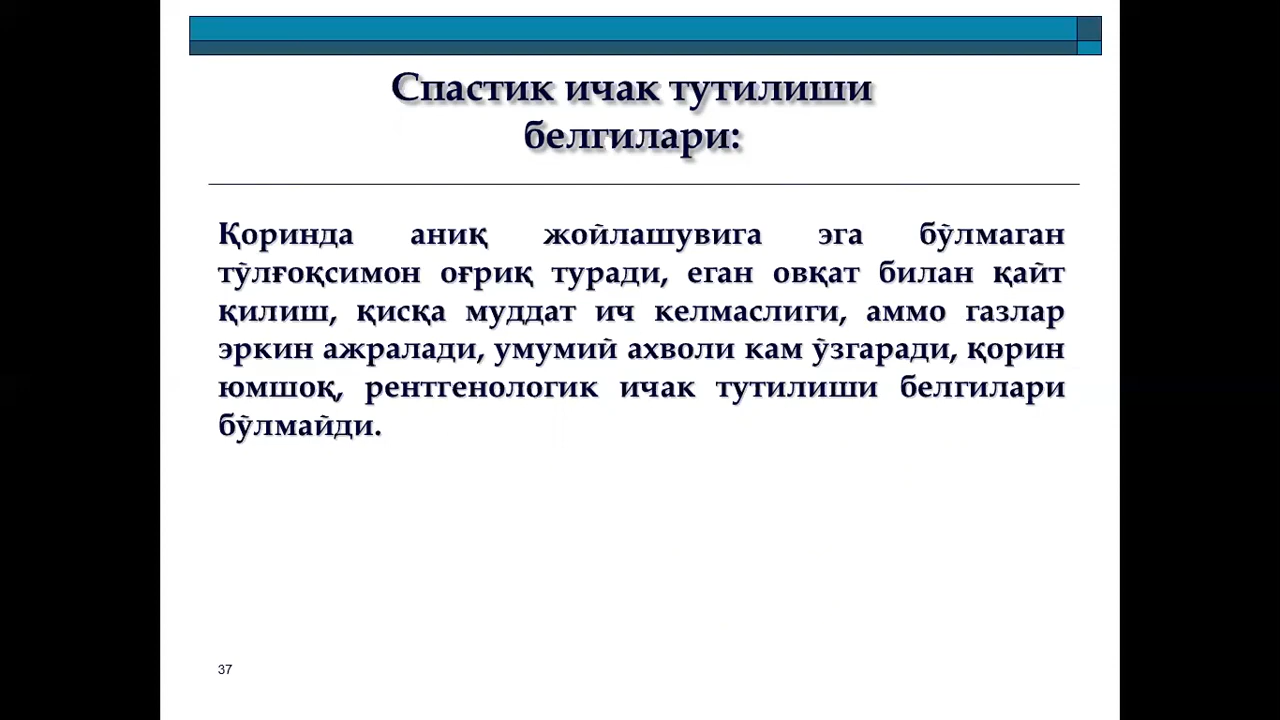 Спастик ичак тутилиши
белгилари:
Қоринда аниқ жойлашувига эга бўлмаган
тўлғоқсимон оғриқ туради, еган овқат билан қайт
қилиш, қисқа муддат ич келмаслиги, аммо газлар
эркин ажралади, умумий ахволи кам ўзгаради, қорин
юмшоқ, рентгенологик ичак тутилиши белгилари
бўлмайди.
37